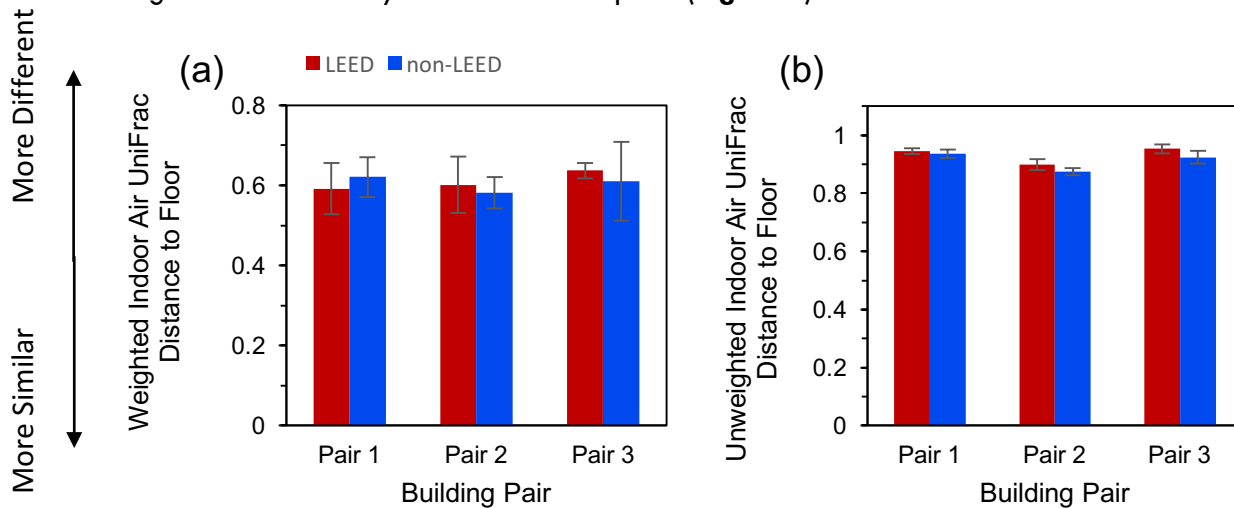 More Different
More Similar
(a)
LEED non-LEED
Weighted Indoor Air UniFrac
Distance to Floor
0.8
0.6
0.4
0.2
0
Pair 1 Pair 2 Pair 3
Building Pair
(b)
Unweighted Indoor Air UniFrac
Distance to Floor
1
0.8
0.6
0.4
0.2
0
Pair 1 Pair 2 Pair 3
Building Pair